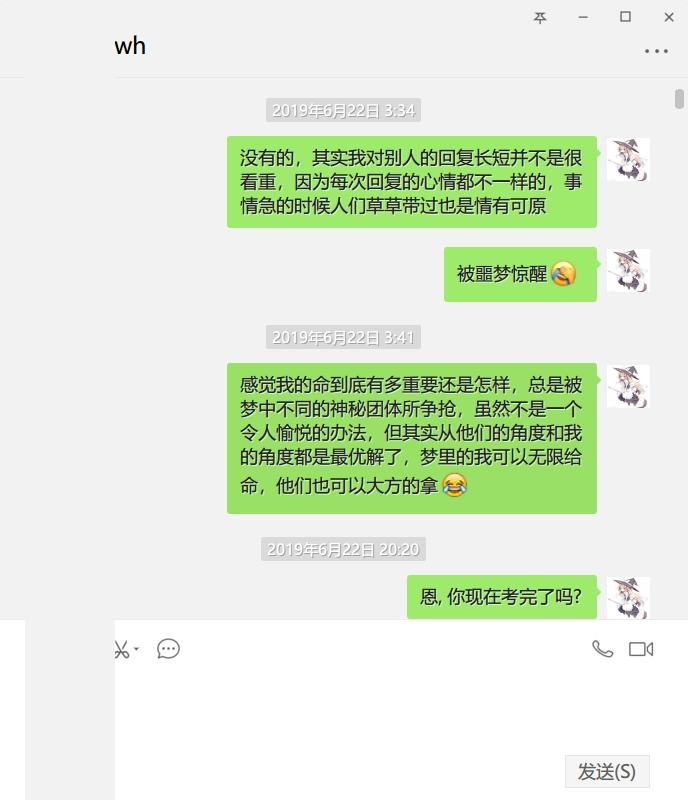 wh
2019年6月22日 3:34
没有的，其实我对别人的回复长短并不是很
看重，因为每次回复的心情都不一样的，事
情急的时候人们草草带过也是情有可原
被噩梦惊醒
2019年6月22日 3:41
感觉我的命到底有多重要还是怎样，总是被
梦中不同的神秘团体所争抢，虽然不是一个
令人愉悦的办法，但其实从他们的角度和我
的角度都是最优解了，梦里的我可以无限给
命，他们也可以大方的拿
2019年6月22日 20:20
恩, 你现在考完了吗?
发送(S)